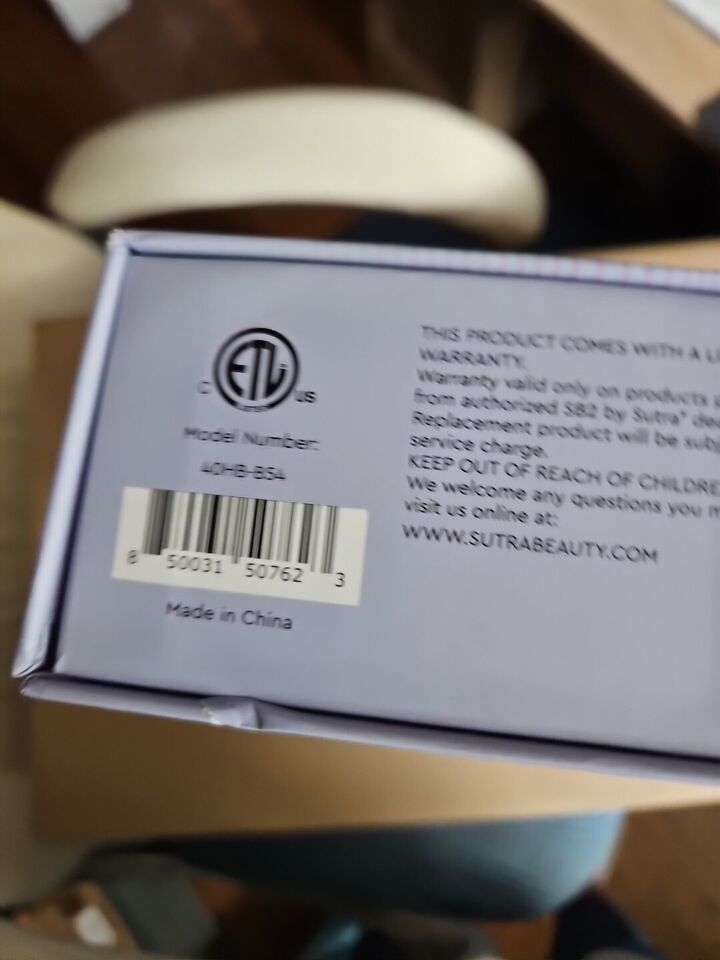 C ETL US
Model Number:
40HB-B54
8 50031 50762 3
Made in China
THIS PRODUCT COMES WITH A
WARRANTY.
Warranty valid only on products
from authorized SB2 by Sutra®
Replacement product will be
service charge.
KEEP OUT OF REACH OF
We welcome any questions you
visit us online at:
WWW.SUTRABEAUTY.COM